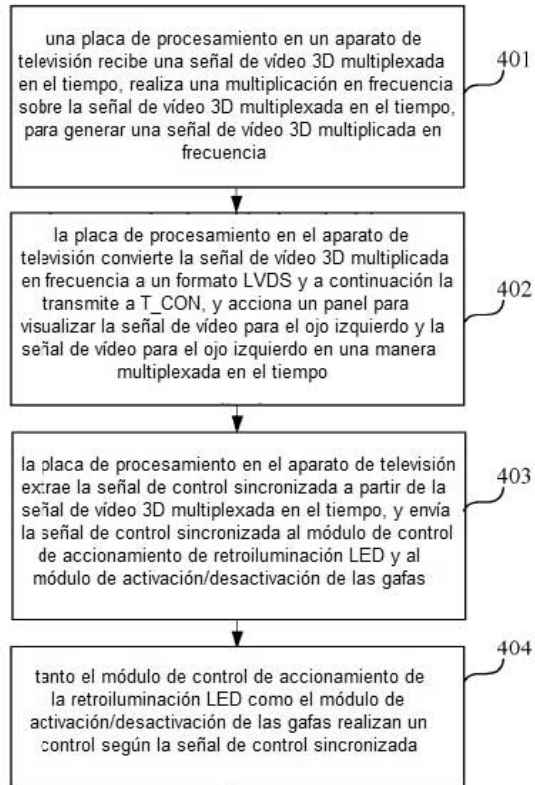 una placa de procesamiento en un aparato de
televisión recibe una señal de vídeo 3D multiplexada
en el tiempo, realiza una multiplicación en frecuencia
sobre la señal de vídeo 3D multiplexada en el tiempo,
para generar una señal de vídeo 3D multiplicada en
frecuencia
401
la placa de procesamiento en el aparato de
televisión convierte la señal de vídeo 3D multiplicada
en frecuencia a un formato LVDS y a continuación la
transmite a T_CON, y acciona un panel para
visualizar la señal de vídeo para el ojo izquierdo y la
señal de vídeo para el ojo izquierdo en una manera
multiplexada en el tiempo
402
la placa de procesamiento en el aparato de televisión
extrae la señal de control sincronizada a partir de la
señal de vídeo 3D multiplexada en el tiempo, y envía
la señal de control sincronizada al módulo de control
de accionamiento de retroiluminación LED y al
módulo de activación/desactivación de las gafas
403
tanto el módulo de control de accionamiento de
la retroiluminación LED como el módulo de
activación/desactivación de las gafas realizan un
control según la señal de control sincronizada
404